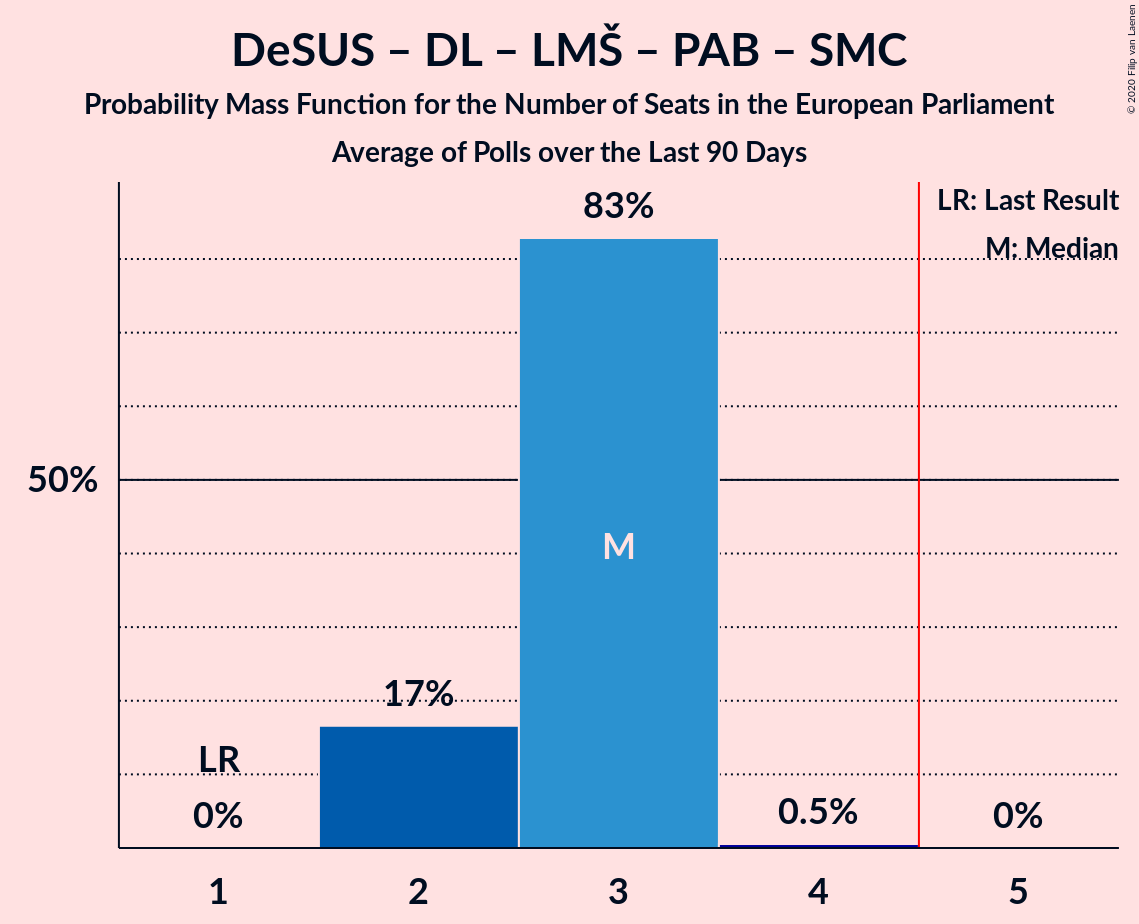 DeSUS – DL – LMŠ – PAB – SMC
Probability Mass Function for the Number of Seats in the European Parliament
Average of Polls over the Last 90 Days
© 2020 Filip van Laenen
LR: Last Result
M: Median
83%
50%
M
17%
LR
0%
0.5%
0%
1 2 3 4 5